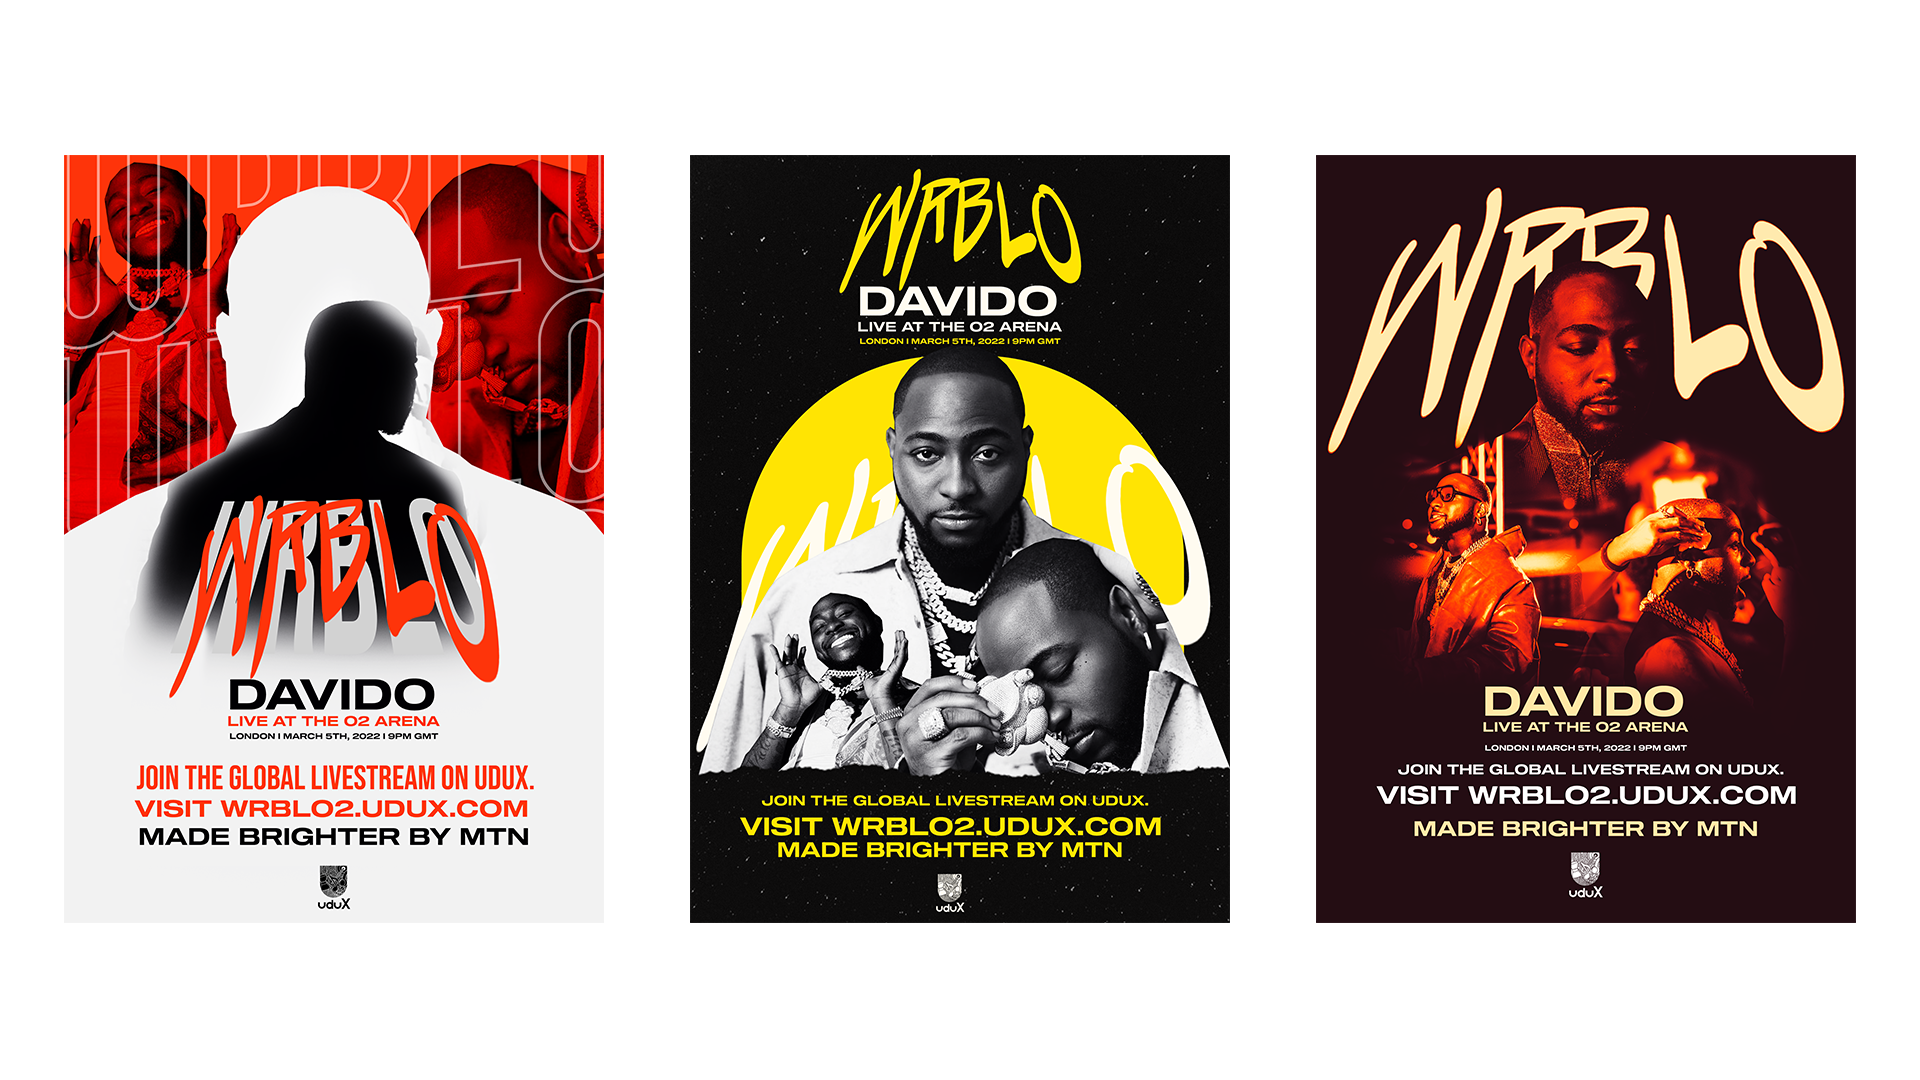 WRBLO
WRBLO
WRBLO
WRBLO
DAVIDO
LIVE AT THE O2 ARENA
LONDON I MARCH 5TH, 2022 I 9PM GMT
JOIN THE GLOBAL LIVESTREAM ON UDUX.
VISIT WRBLO2.UDUX.COM
MADE BRIGHTER BY MTN
uduX
WRBLO
DAVIDO
LIVE AT THE O2 ARENA
LONDON I MARCH 5TH, 2022 I 9PM GMT
WRBLO
JOIN THE GLOBAL LIVESTREAM ON UDUX.
VISIT WRBLO2.UDUX.COM
MADE BRIGHTER BY MTN
uduX
WRBLO
DAVIDO
LIVE AT THE O2 ARENA
LONDON I MARCH 5TH, 2022 I 9PM GMT
JOIN THE GLOBAL LIVESTREAM ON UDUX.
VISIT WRBLO2.UDUX.COM
MADE BRIGHTER BY MTN
uduX